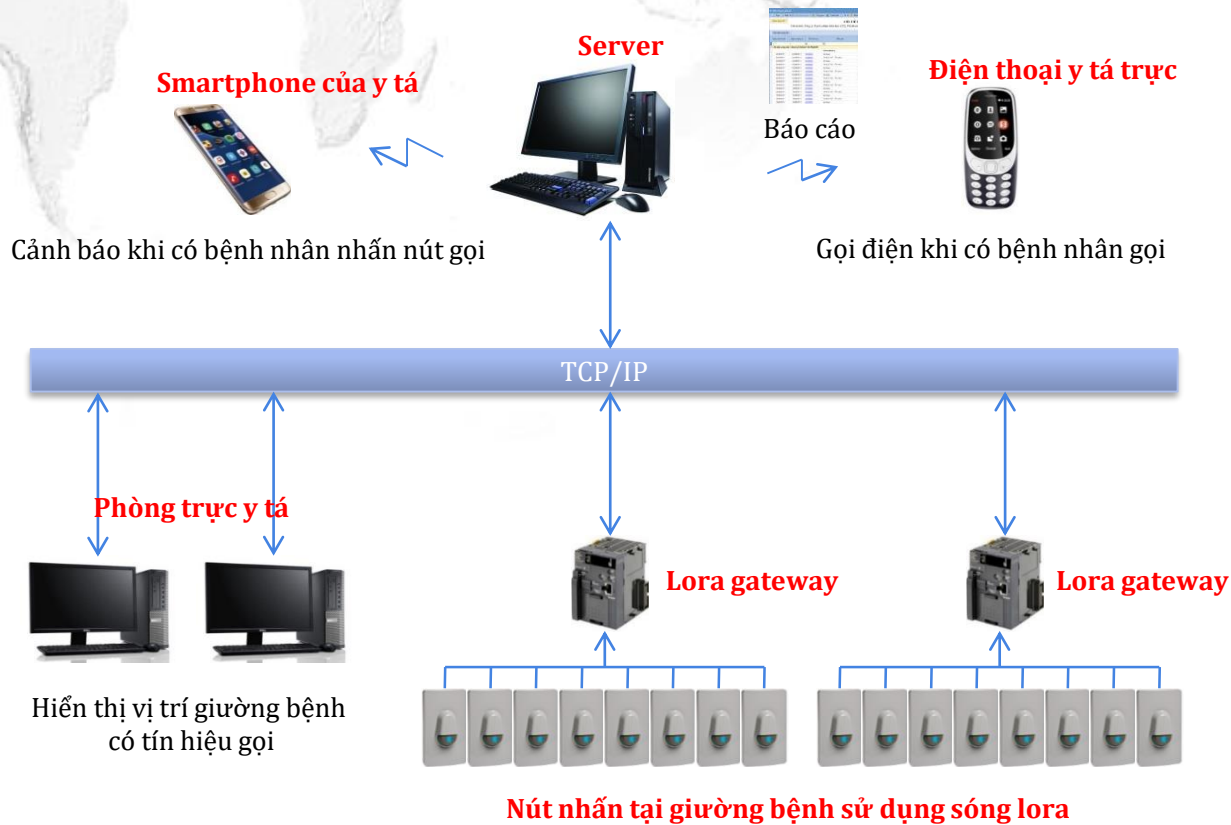 Server
Smartphone của y tá
Điện thoại y tá trực
Báo cáo
Cảnh báo khi có bệnh nhân nhấn nút gọi
Gọi điện khi có bệnh nhân gọi
TCP/IP
Phòng trực y tá
Lora gateway
Lora gateway
Hiển thị vị trí giường bệnh
có tín hiệu gọi
Nút nhấn tại giường bệnh sử dụng sóng lora